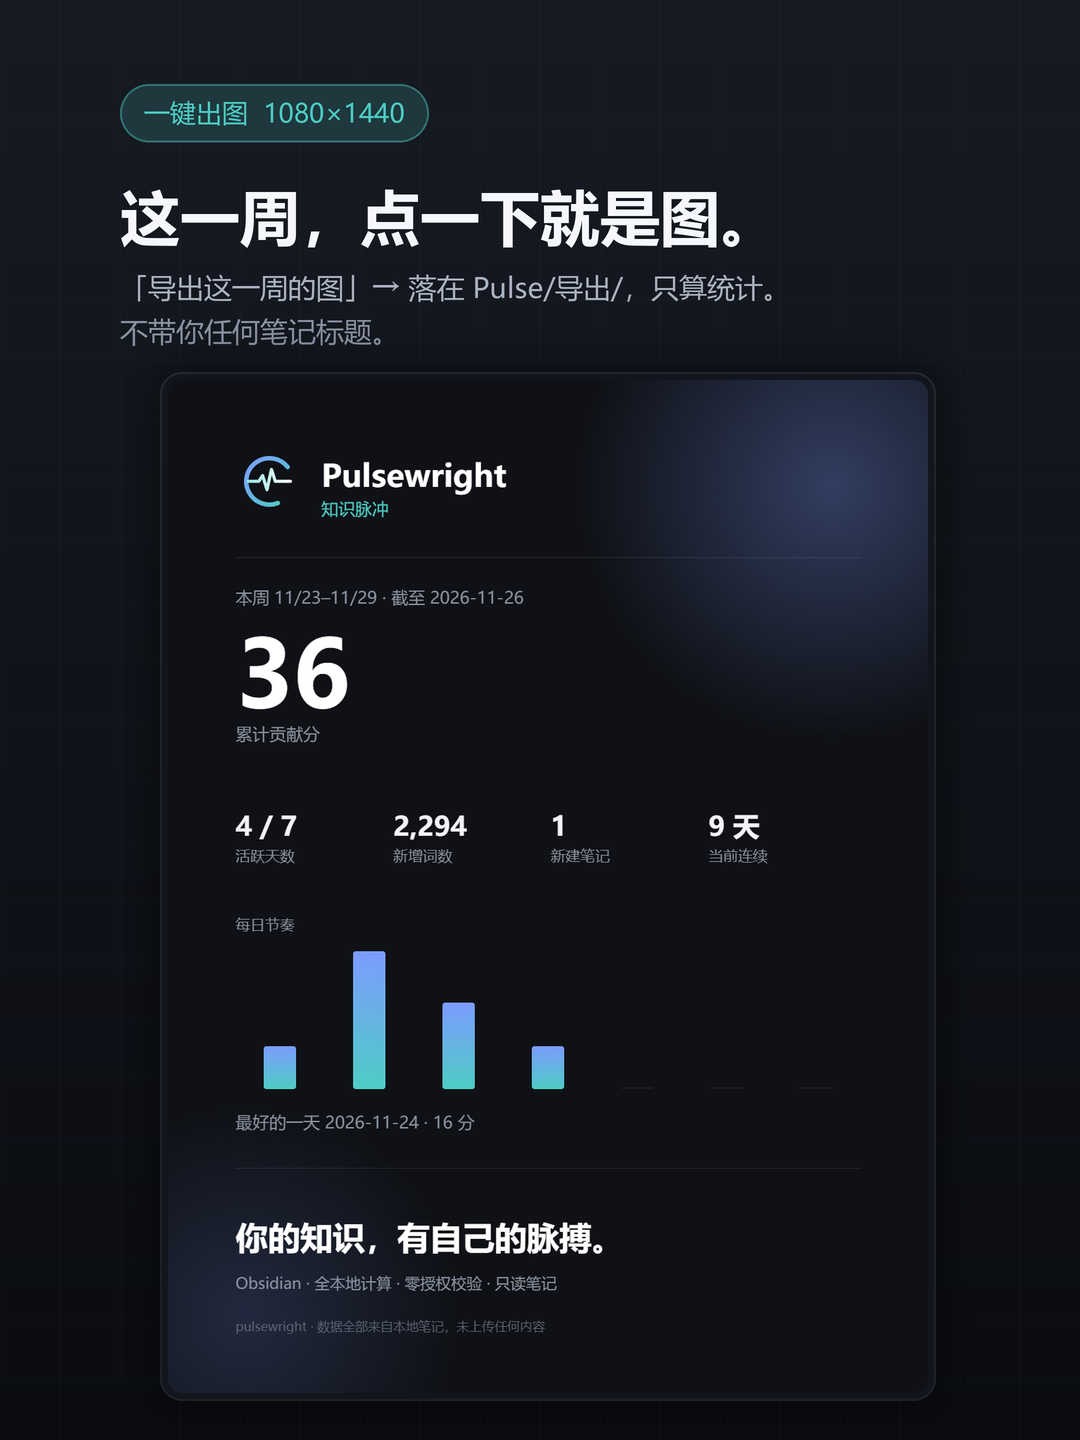 一键出图 1080×1440
这一周，点一下就是图。
「导出这一周的图」→ 落在 Pulse/导出/，只算统计。
不带你任何笔记标题。
Pulsewright
知识脉冲
本周 11/23–11/29 · 截至 2026-11-26
36
累计贡献分
4 / 7
活跃天数
2,294
新增词数
1
新建笔记
9 天
当前连续
每日节奏
最好的一天 2026-11-24 · 16 分
你的知识，有自己的脉搏。
Obsidian · 全本地计算 · 零授权校验 · 只读笔记
pulsewright · 数据全部来自本地笔记，未上传任何内容